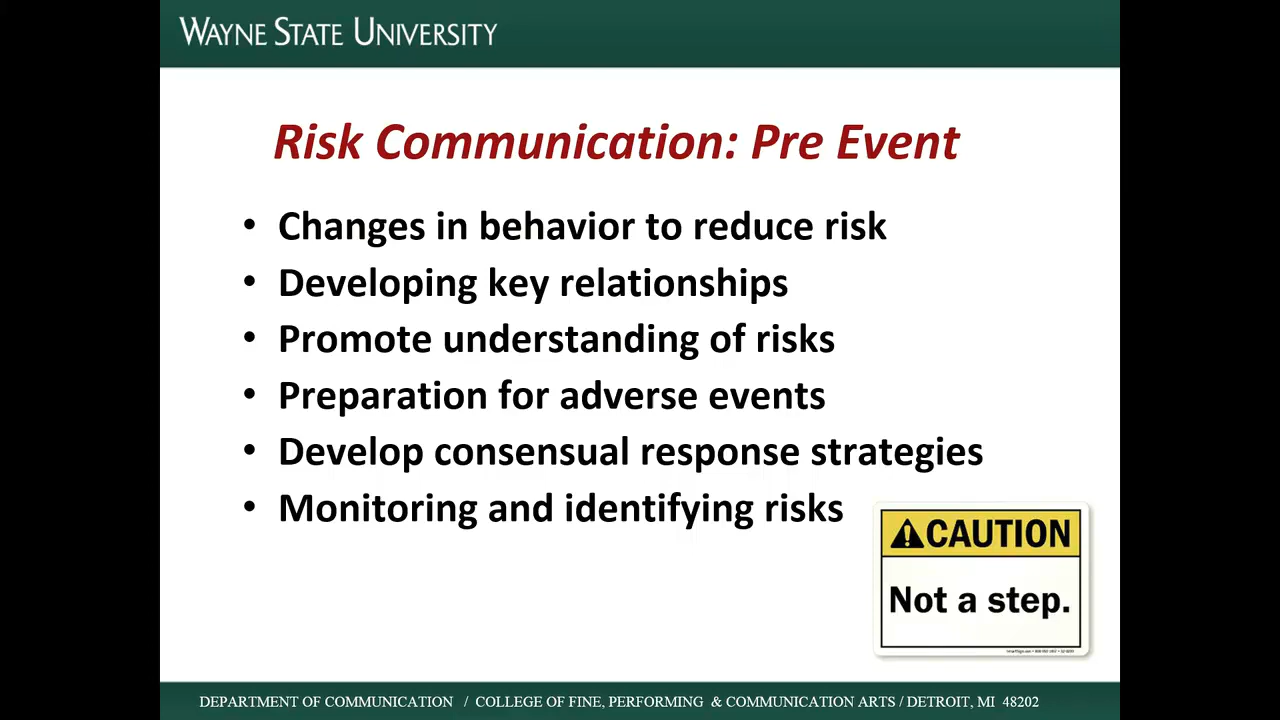 WAYNE STATE UNIVERSITY
Risk Communication: Pre Event
• Changes in behavior to reduce risk
• Developing key relationships
• Promote understanding of risks
• Preparation for adverse events
• Develop consensual response strategies
• Monitoring and identifying risks
CAUTION
Not a step.
DEPARTMENT OF COMMUNICATION / COLLEGE OF FINE, PERFORMING & COMMUNICATION ARTS / DETROIT, MI 48202